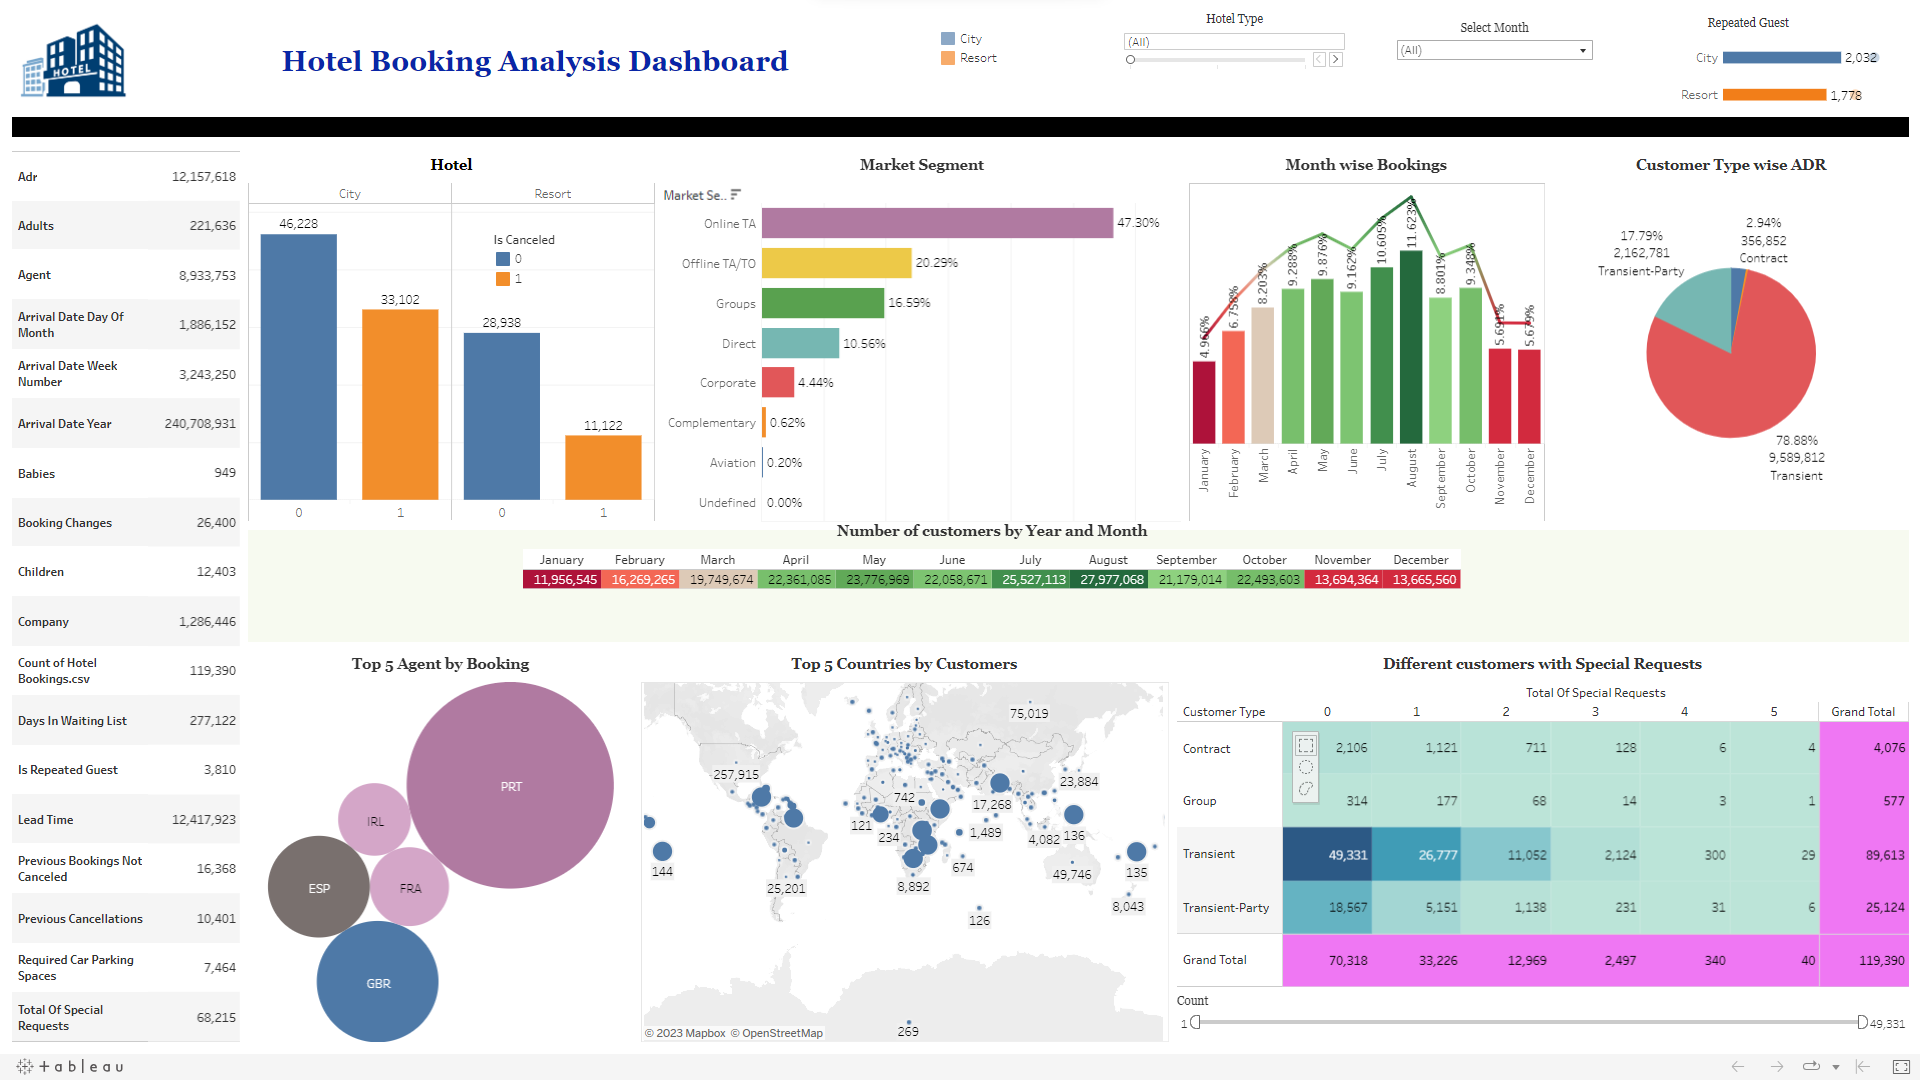 HOTEL
Hotel Booking Analysis Dashboard
City
Resort
Hotel Type
(All)
Select Month
(All)
Repeated Guest
City 2,032
Resort 1,778
Adr 12,157,618
Adults 221,636
Agent 8,933,753
Arrival Date Day Of
Month 1,886,152
Arrival Date Week
Number 3,243,250
Arrival Date Year 240,708,931
Babies 949
Booking Changes 26,400
Children 12,403
Company 1,286,446
Count of Hotel
Bookings.csv 119,390
Days In Waiting List 277,122
Is Repeated Guest 3,810
Lead Time 12,417,923
Previous Bookings Not
Canceled 16,368
Previous Cancellations 10,401
Required Car Parking
Spaces 7,464
Total Of Special
Requests 68,215
Hotel
City Resort
46,228
33,102
28,938
11,122
Is Canceled
0
1
0 1 0 1
Market Segment
Market Se..
Online TA 47.30%
Offline TA/TO 20.29%
Groups 16.59%
Direct 10.56%
Corporate 4.44%
Complementary 0.62%
Aviation 0.20%
Undefined 0.00%
Month wise Bookings
4.966% 6.758% 8.203% 9.288% 9.876% 9.162% 10.605% 11.623% 8.801% 9.348% 5.691% 5.679%
January February March April May June July August September October November December
Customer Type wise ADR
2.94%
356,852
Contract
17.79%
2,162,781
Transient-Party
78.88%
9,589,812
Transient
Number of customers by Year and Month
January February March April May June July August September October November December
11,956,545 16,269,265 19,749,674 22,361,085 23,776,969 22,058,671 25,527,113 27,977,068 21,179,014 22,493,603 13,694,364 13,665,560
Top 5 Agent by Booking
PRT
IRL
ESP
FRA
GBR
Top 5 Countries by Customers
75,019
257,915
23,884
742
17,268
121
234
1,489
4,082
136
144
674
49,746
135
25,201
8,892
8,043
126
269
© 2023 Mapbox © OpenStreetMap
Different customers with Special Requests
Total Of Special Requests
Customer Type 0 1 2 3 4 5 Grand Total
Contract 2,106 1,121 711 128 6 4 4,076
Group 314 177 68 14 3 1 577
Transient 49,331 26,777 11,052 2,124 300 29 89,613
Transient-Party 18,567 5,151 1,138 231 31 6 25,124
Grand Total 70,318 33,226 12,969 2,497 340 40 119,390
Count
1 49,331
+ableau